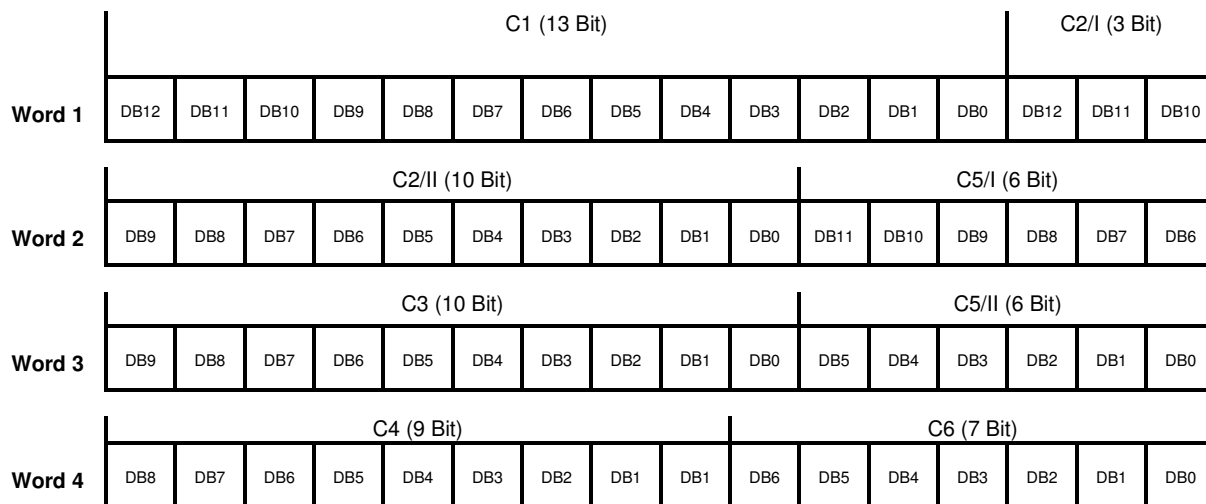 C1 (13 Bit) C2/I (3 Bit)
Word 1 DB12 DB11 DB10 DB9 DB8 DB7 DB6 DB5 DB4 DB3 DB2 DB1 DB0 DB12 DB11 DB10
C2/II (10 Bit) C5/I (6 Bit)
Word 2 DB9 DB8 DB7 DB6 DB5 DB4 DB3 DB2 DB1 DB0 DB11 DB10 DB9 DB8 DB7 DB6
C3 (10 Bit) C5/II (6 Bit)
Word 3 DB9 DB8 DB7 DB6 DB5 DB4 DB3 DB2 DB1 DB0 DB5 DB4 DB3 DB2 DB1 DB0
C4 (9 Bit) C6 (7 Bit)
Word 4 DB8 DB7 DB6 DB5 DB4 DB3 DB2 DB1 DB1 DB6 DB5 DB4 DB3 DB2 DB1 DB0